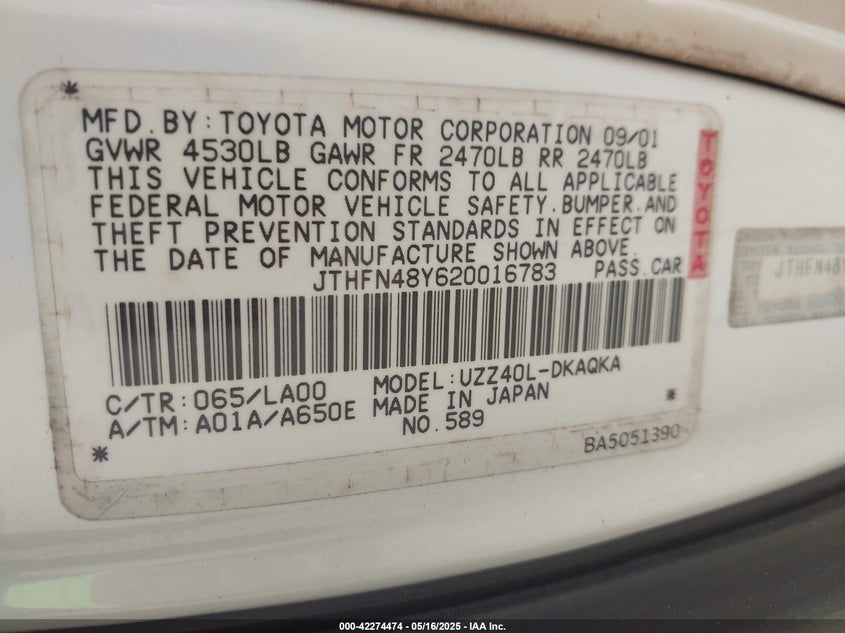 MFD.BY:TOYOTA MOTOR CORPORATION 09/01
GVWR 4530LB GAWR FR 2470LB RR 2470LB
THIS VEHICLE CONFORMS TO ALL APPLICABLE
FEDERAL MOTOR VEHICLE SAFETY,BUMPER,AND
THEFT PREVENTION STANDARDS IN EFFECT ON
THE DATE OF MANUFACTURE SHOWN ABOVE.
JTHFN48Y620016783 PASS.CAR
TOYOTA
C/TR:065/LA00 MODEL:UZZ40L-DKAQKA
A/TM:A01A/A650E MADE IN JAPAN
NO.589
BA5051390
JTHFN48Y
000-42274474 - 05/16/2025 - IAA Inc.